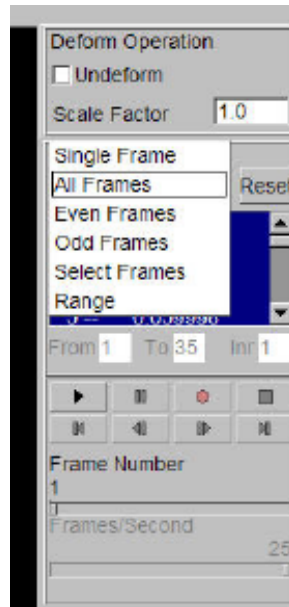 Deform Operation
Undeform
Scale Factor 1.0
Single Frame
All Frames Reset
Even Frames
Odd Frames
Select Frames
Range
From 1 To 35 Inr 1
Frame Number
1
Frames/Second
25